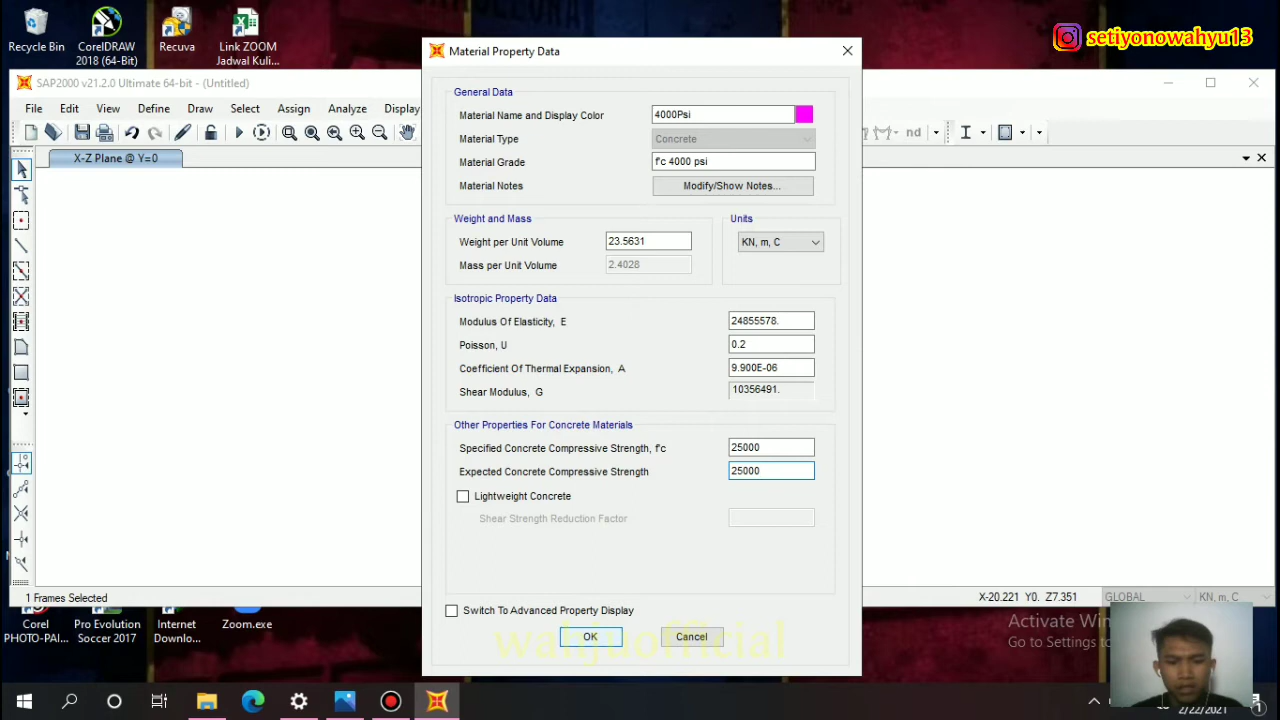 Recycle Bin
CorelDRAW
2018 (64-Bit)
Recuva
Link ZOOM
Jadwal Kuli...
setiyonowahyu13
Material Property Data
SAP2000 v21.2.0 Ultimate 64-bit - (Untitled)
File Edit View Define Draw Select Assign Analyze Display
nd
X-Z Plane @ Y=0
General Data
Material Name and Display Color 4000Psi
Material Type Concrete
Material Grade f'c 4000 psi
Material Notes Modify/Show Notes...
Weight and Mass
Weight per Unit Volume 23.5631
Mass per Unit Volume 2.4028
Units
KN, m, C
Isotropic Property Data
Modulus Of Elasticity, E 24855578.
Poisson, U 0.2
Coefficient Of Thermal Expansion, A 9.900E-06
Shear Modulus, G 10356491.
Other Properties For Concrete Materials
Specified Concrete Compressive Strength, f'c 25000
Expected Concrete Compressive Strength 25000
Lightweight Concrete
Shear Strength Reduction Factor
Switch To Advanced Property Display
OK Cancel
wahjuofficial
1 Frames Selected
X-20.221 Y0. Z7.351
GLOBAL
KN, m, C
Corel
PHOTO-PAI...
Pro Evolution
Soccer 2017
Internet
Downlo...
Zoom.exe
Activate Win
Go to Settings to
2/22/2021